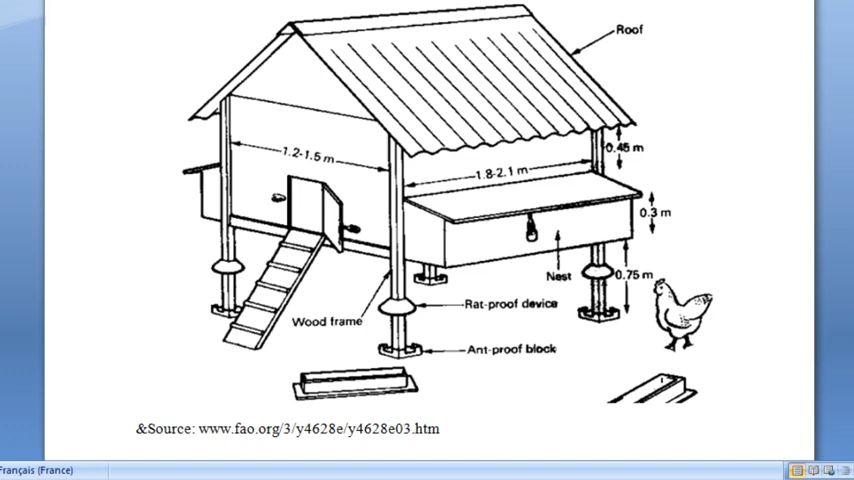 Roof
0.45 m
1.2-1.5 m
1.8-2.1 m
0.3 m
Nest
0.75 m
Rat-proof device
Wood frame
Ant-proof block
&Source: www.fao.org/3/y4628e/y4628e03.htm
Français (France)